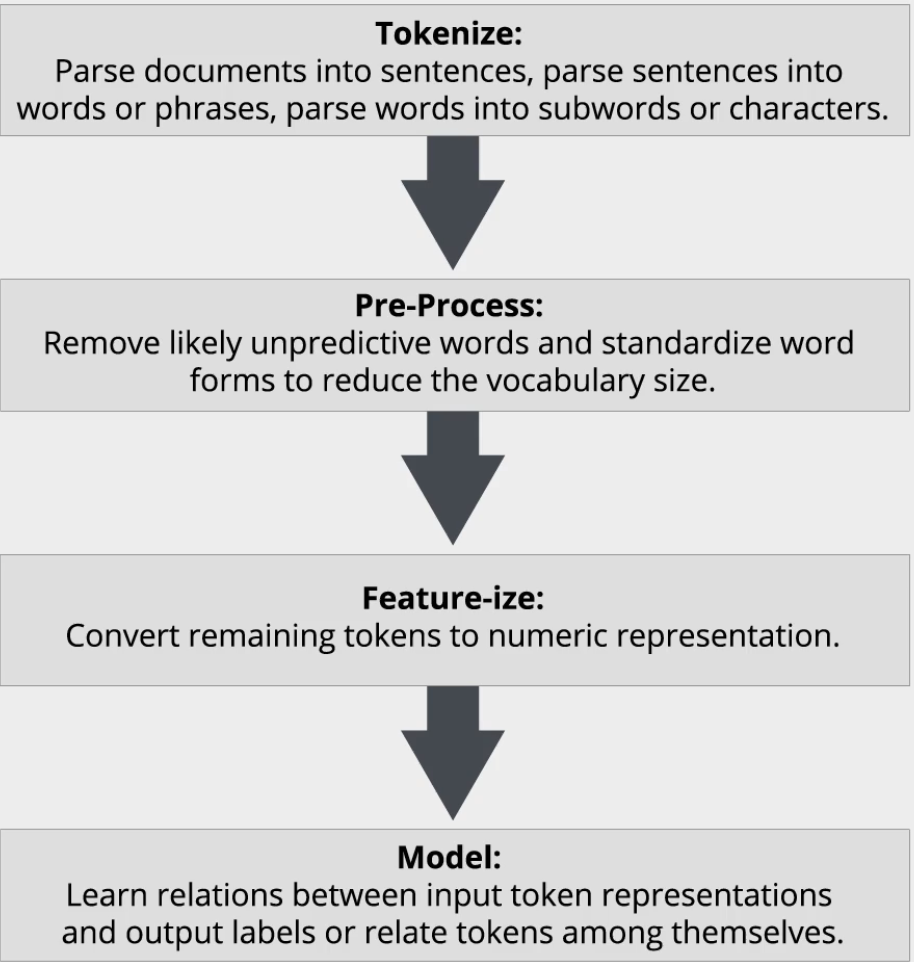 Tokenize:
Parse documents into sentences, parse sentences into
words or phrases, parse words into subwords or characters.
Pre-Process:
Remove likely unpredictive words and standardize word
forms to reduce the vocabulary size.
Feature-ize:
Convert remaining tokens to numeric representation.
Model:
Learn relations between input token representations
and output labels or relate tokens among themselves.